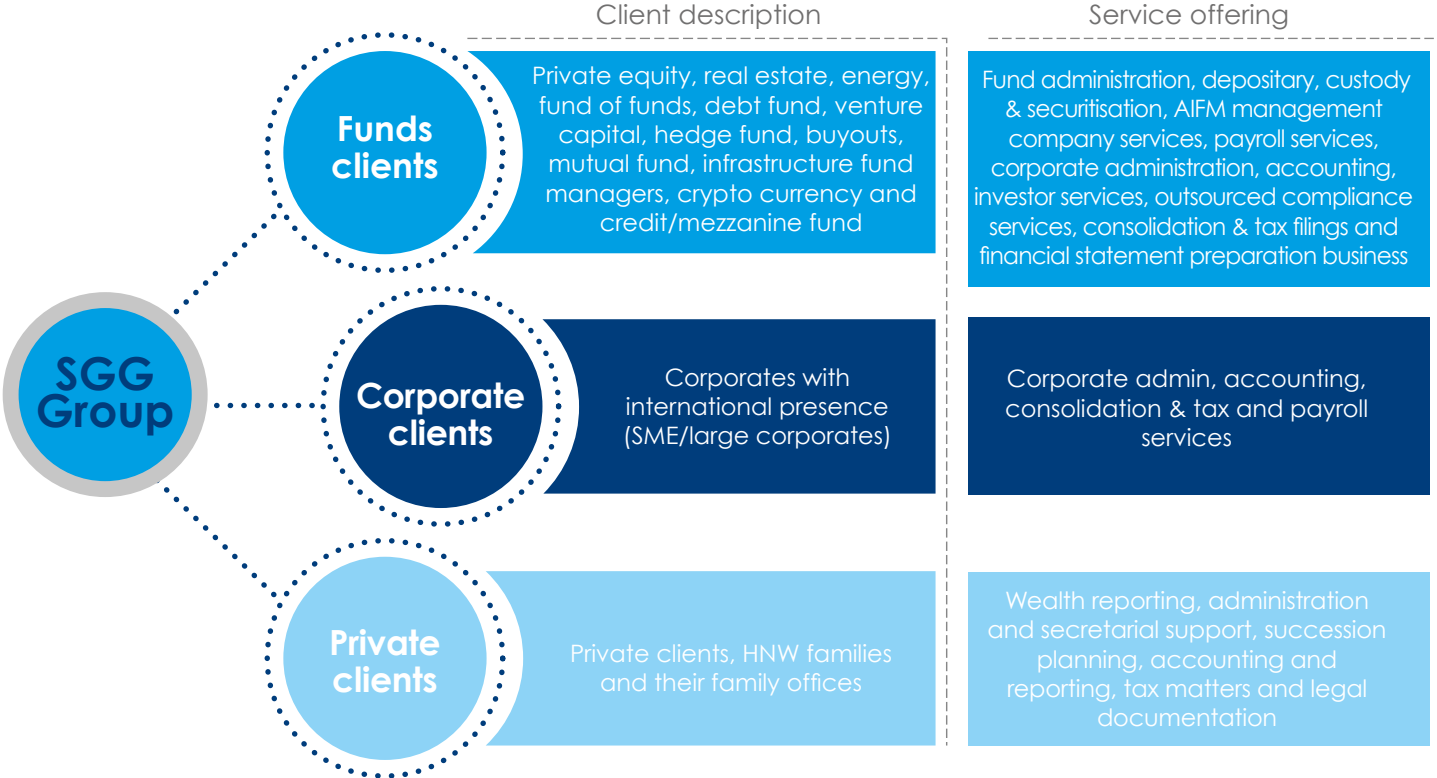 Client description
Service offering
SGG
Group
Funds
clients
Private equity, real estate, energy,
fund of funds, debt fund, venture
capital, hedge fund, buyouts,
mutual fund, infrastructure fund
managers, crypto currency and
credit/mezzanine fund
Fund administration, depositary, custody
& securitisation, AIFM management
company services, payroll services,
corporate administration, accounting,
investor services, outsourced compliance
services, consolidation & tax filings and
financial statement preparation business
Corporate
clients
Corporates with
international presence
(SME/large corporates)
Corporate admin, accounting,
consolidation & tax and payroll
services
Private
clients
Private clients, HNW families
and their family offices
Wealth reporting, administration
and secretarial support, succession
planning, accounting and
reporting, tax matters and legal
documentation